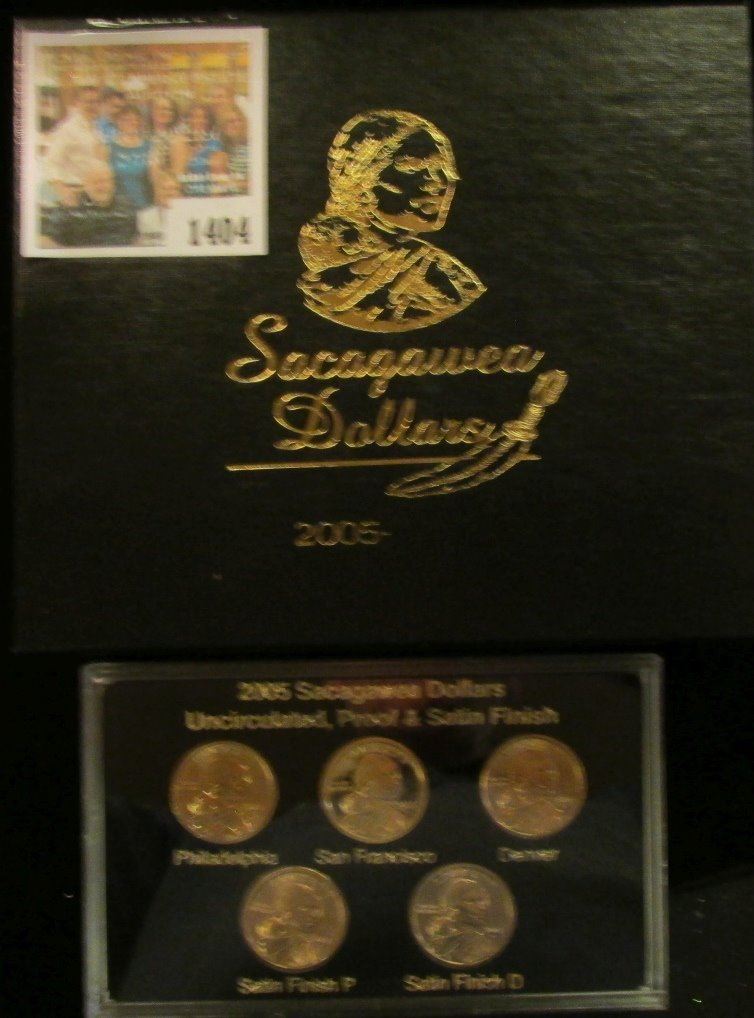 1404
Sacagawea
Dollars
2005-
2005 Sacagawea Dollars
Uncirculated, Proof & Satin Finish
Philadelphia San Francisco Denver
Satin Finish P Satin Finish D